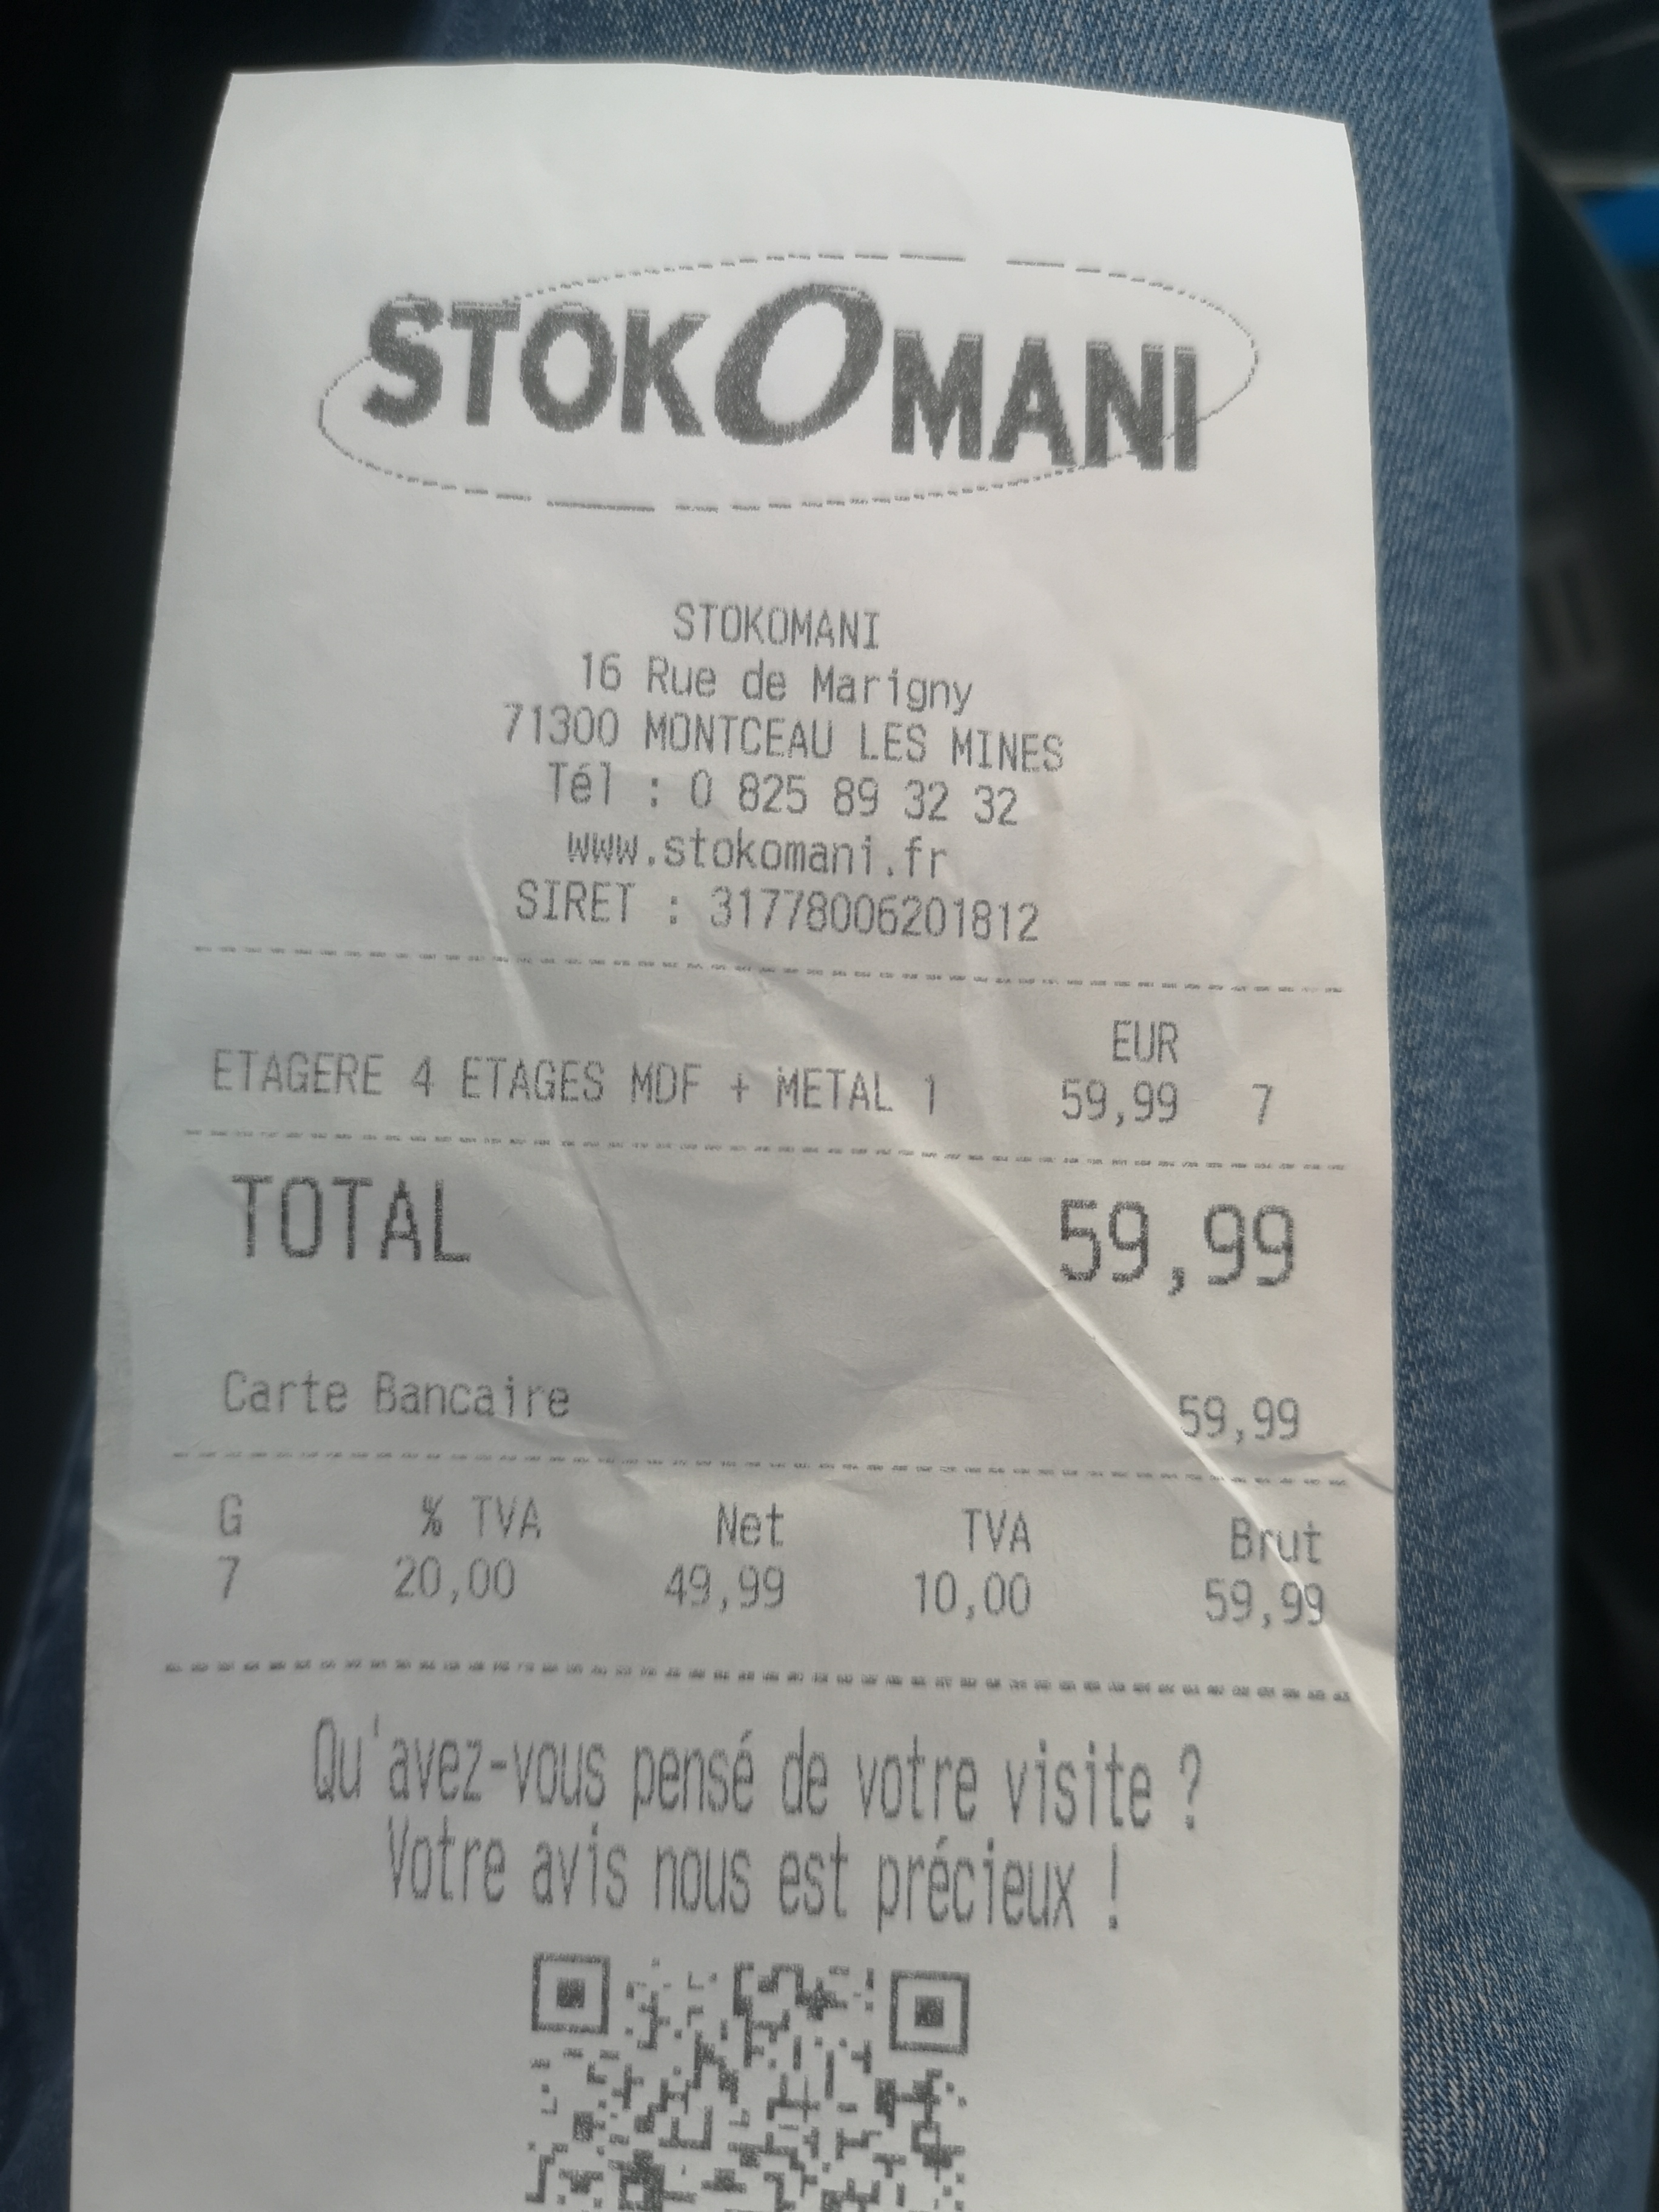 STOKOMANI
STOKOMANI
16 Rue de Marigny
71300 MONTCEAU LES MINES
Tél : 0 825 89 32 32
www.stokomani.fr
SIRET : 31778006201812
EUR
ETAGERE 4 ETAGES MDF + METAL 1 59,99 7
TOTAL 59,99
Carte Bancaire 59,99
G % TVA Net TVA Brut
7 20,00 49,99 10,00 59,99
Qu'avez-vous pensé de votre visite ?
Votre avis nous est précieux !